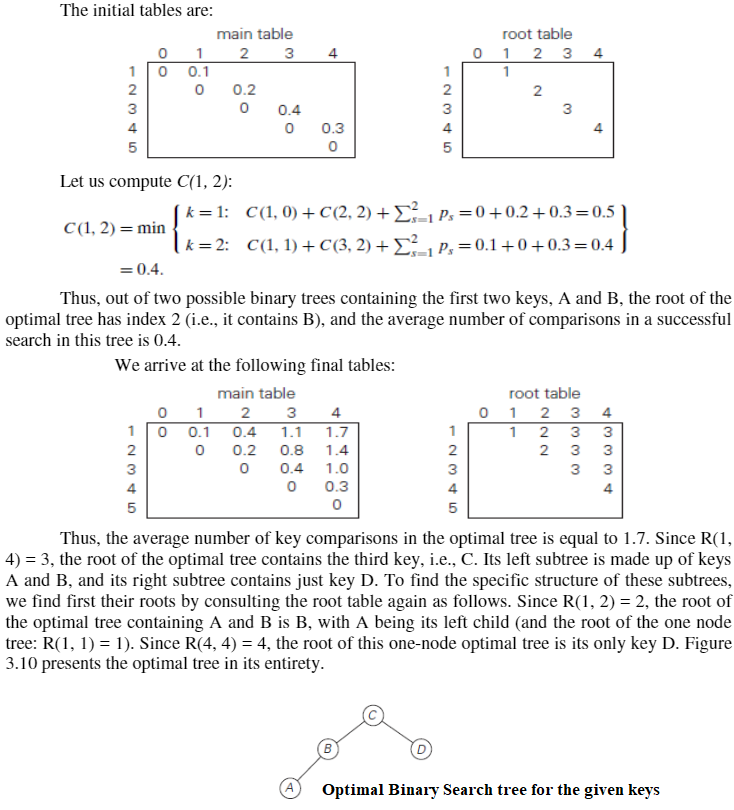 The initial tables are:
main table root table
0 1 2 3 4 0 1 2 3 4
1 0 0.1 1 1
2 0 0.2 2 2
3 0 0.4 3 3
4 0 0.3 4 4
5 0 5
Let us compute C(1, 2):
k = 1: C(1, 0) + C(2, 2) + ∑²ₛ₌₁ pₛ = 0 + 0.2 + 0.3 = 0.5
C(1, 2) = min
k = 2: C(1, 1) + C(3, 2) + ∑²ₛ₌₁ pₛ = 0.1 + 0 + 0.3 = 0.4
= 0.4.
Thus, out of two possible binary trees containing the first two keys, A and B, the root of the
optimal tree has index 2 (i.e., it contains B), and the average number of comparisons in a successful
search in this tree is 0.4.
We arrive at the following final tables:
main table root table
0 1 2 3 4 0 1 2 3 4
1 0 0.1 0.4 1.1 1.7 1 1 2 3 3
2 0 0.2 0.8 1.4 2 2 3 3
3 0 0.4 1.0 3 3 3
4 0 0.3 4 4
5 0 5
Thus, the average number of key comparisons in the optimal tree is equal to 1.7. Since R(1,
4) = 3, the root of the optimal tree contains the third key, i.e., C. Its left subtree is made up of keys
A and B, and its right subtree contains just key D. To find the specific structure of these subtrees,
we find first their roots by consulting the root table again as follows. Since R(1, 2) = 2, the root of
the optimal tree containing A and B is B, with A being its left child (and the root of the one node
tree: R(1, 1) = 1). Since R(4, 4) = 4, the root of this one-node optimal tree is its only key D. Figure
3.10 presents the optimal tree in its entirety.
C
B D
A Optimal Binary Search tree for the given keys